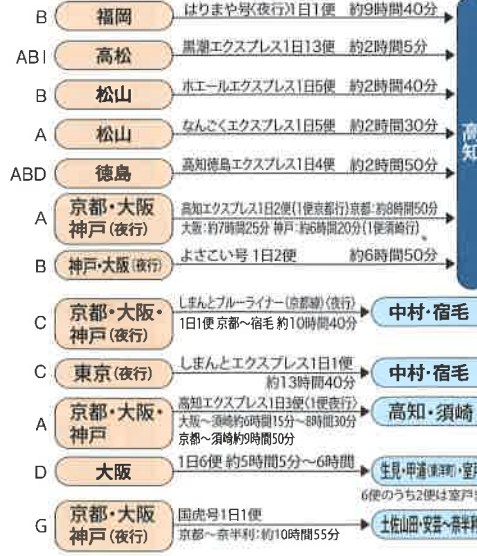 B 福岡 はりまや号(夜行)1日1便 約9時間40分
ABI 高松 黒潮エクスプレス1日13便 約2時間5分
B 松山 ホエールエクスプレス1日5便 約2時間40分
A 松山 なんごくエクスプレス1日5便 約2時間30分
ABD 徳島 高知徳島エクスプレス1日4便 約2時間50分
高知
A 京都・大阪
神戸(夜行)
高知エクスプレス1日2便(1便京都行)京都:約8時間50分
大阪:約7時間25分 神戸:約6時間20分(1便須崎行)
B 神戸・大阪(夜行) よさこい号 1日2便 約6時間50分
C 京都・大阪・
神戸(夜行)
しまんとブルーライナー(京都線)(夜行)
1日1便 京都～宿毛 約10時間40分
中村・宿毛
C 東京(夜行) しまんとエクスプレス1日1便
約13時間40分
中村・宿毛
A 京都・大阪・
神戸
高知エクスプレス1日3便(1便夜行)
大阪～須崎約6時間15分～8時間30分
京都～須崎約9時間50分
高知・須崎
D 大阪 1日6便 約5時間5分～6時間 生見・甲浦(東洋町)・室戸
6便のうち2便は室戸
G 京都・大阪
神戸(夜行)
国虎号1日1便
京都～奈半利:約10時間55分
土佐山田・安芸～奈半利